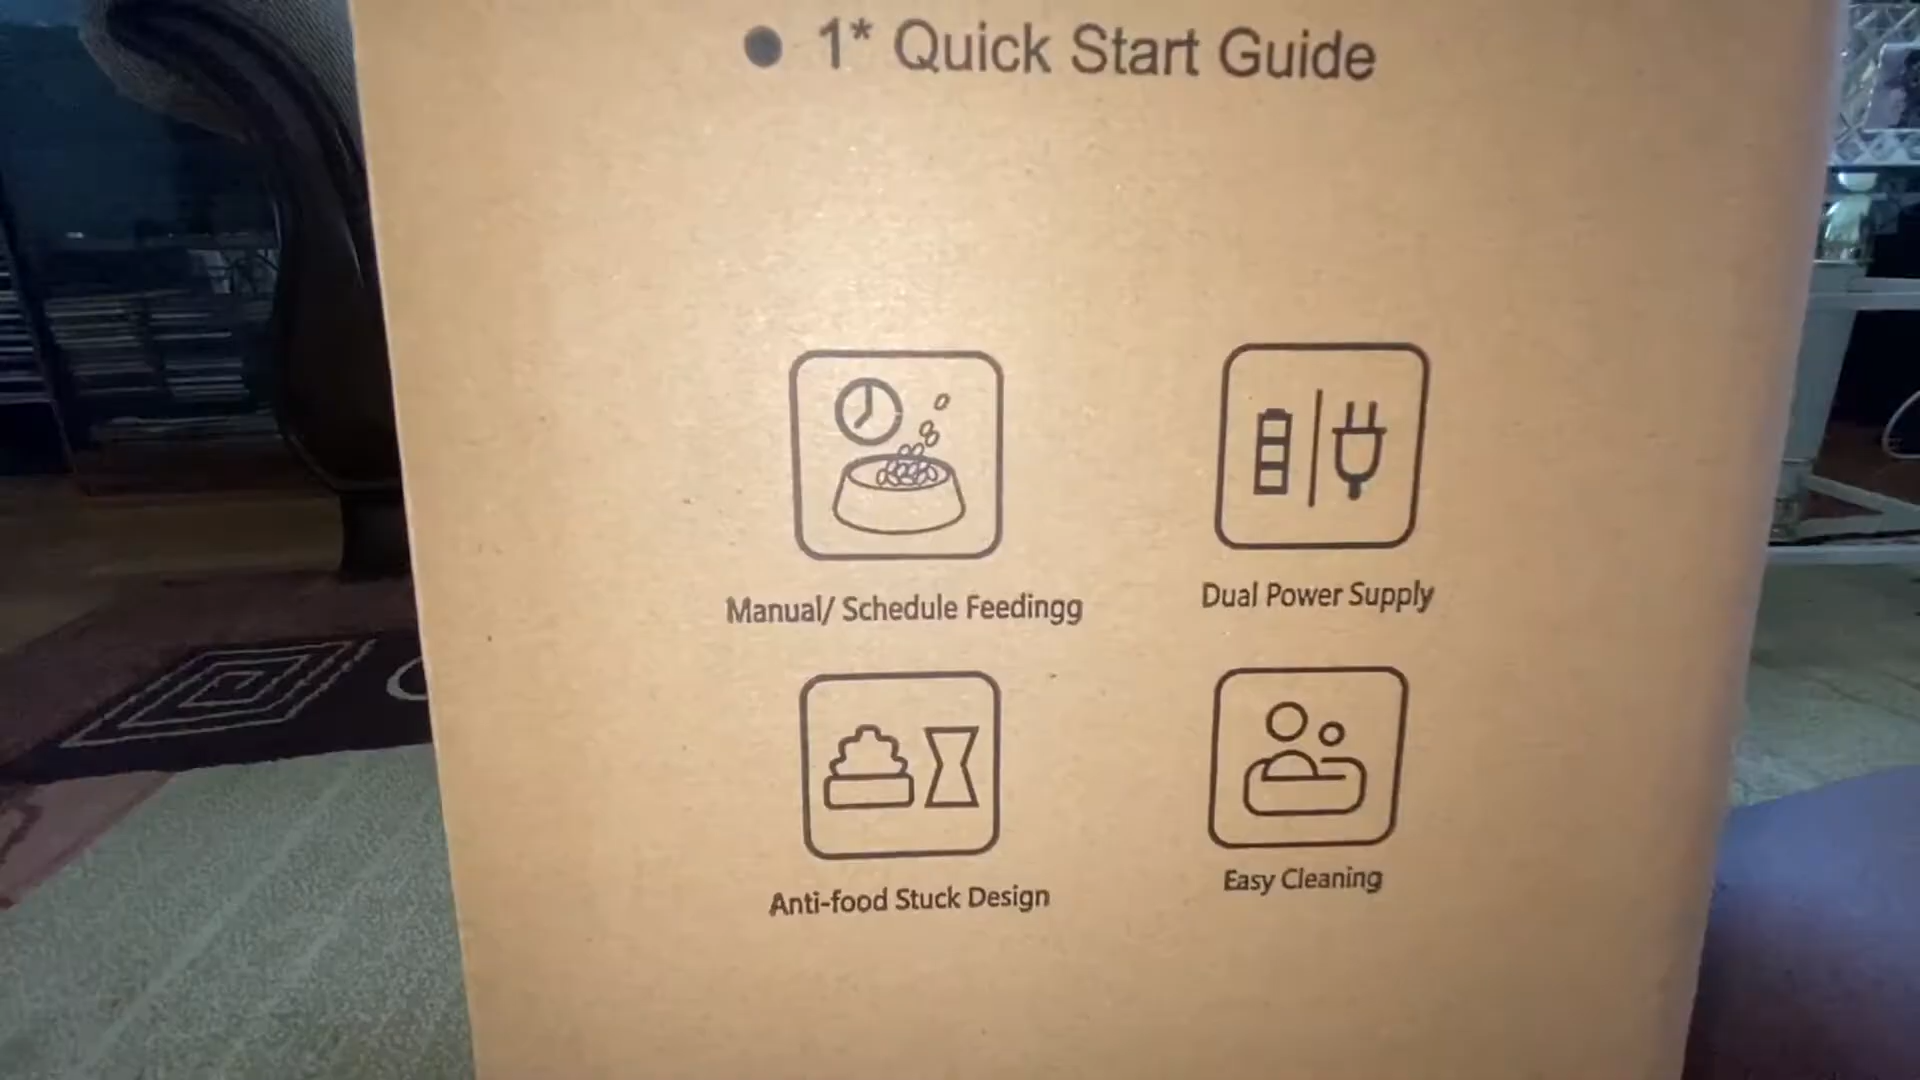 ● 1* Quick Start Guide
Manual/ Schedule Feedingg
Dual Power Supply
Anti-food Stuck Design
Easy Cleaning